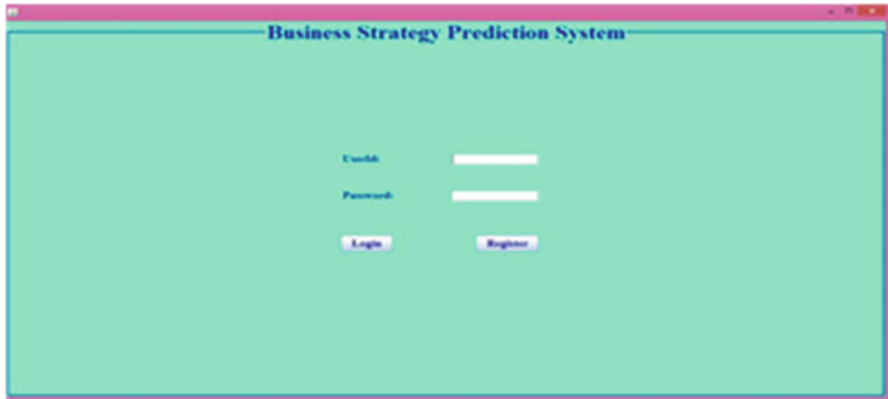 Business Strategy Prediction System
UserId:
Password:
Login Register